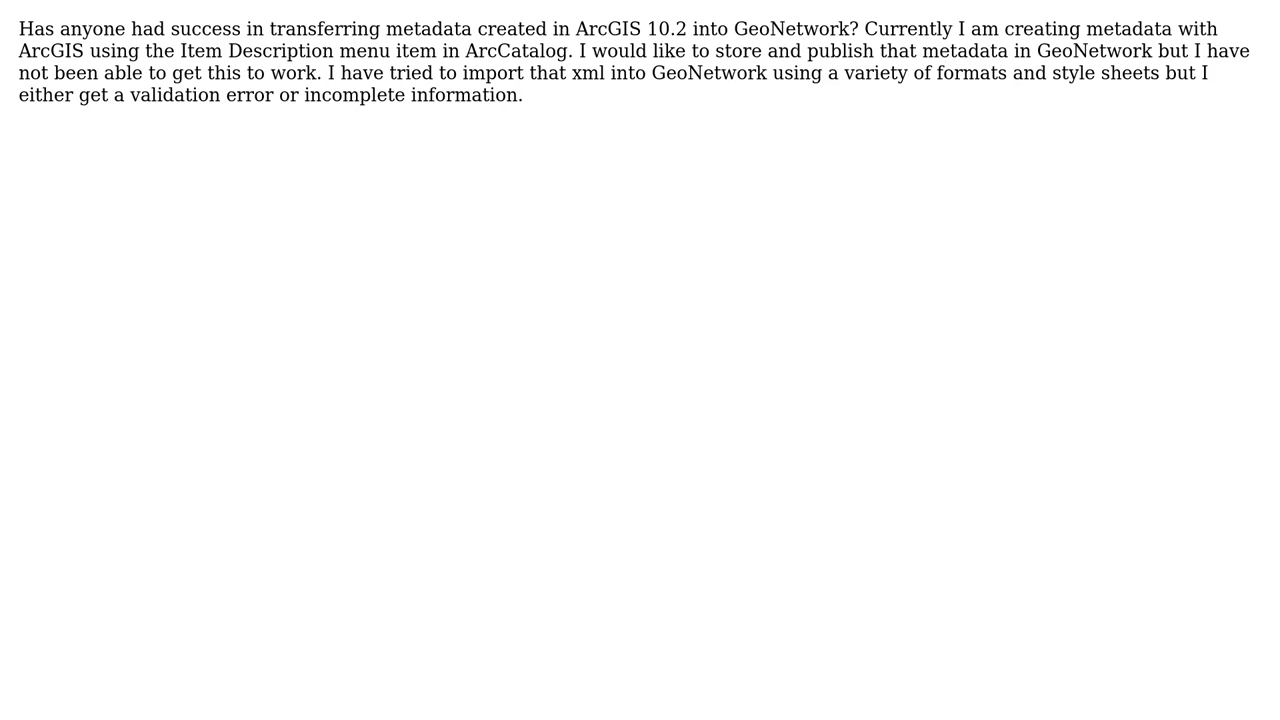 Has anyone had success in transferring metadata created in ArcGIS 10.2 into GeoNetwork? Currently I am creating metadata with
ArcGIS using the Item Description menu item in ArcCatalog. I would like to store and publish that metadata in GeoNetwork but I have
not been able to get this to work. I have tried to import that xml into GeoNetwork using a variety of formats and style sheets but I
either get a validation error or incomplete information.